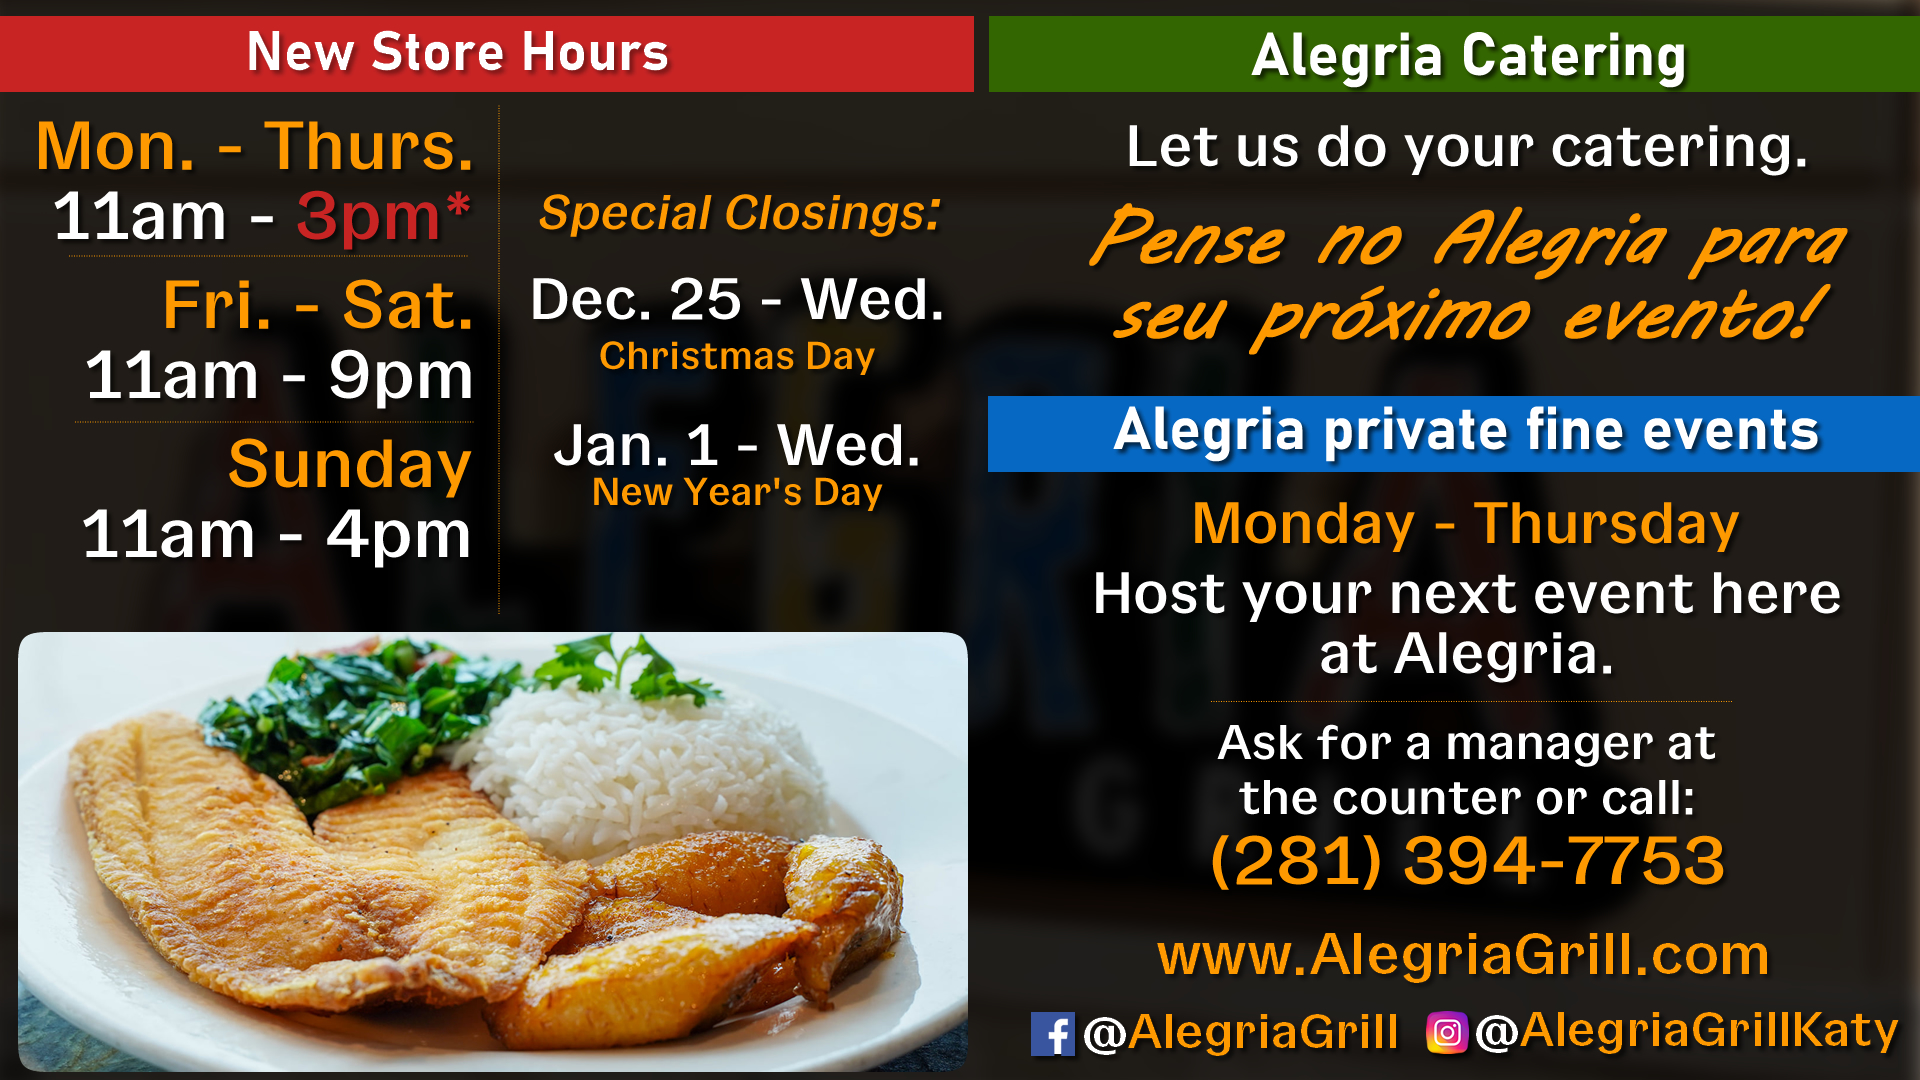 New Store Hours
Mon. - Thurs.
11am - 3pm*
Fri. - Sat.
11am - 9pm
Sunday
11am - 4pm
Special Closings:
Dec. 25 - Wed.
Christmas Day
Jan. 1 - Wed.
New Year's Day
Alegria Catering
Let us do your catering.
Pense no Alegria para
seu próximo evento!
Alegria private fine events
Monday - Thursday
Host your next event here
at Alegria.
Ask for a manager at
the counter or call:
(281) 394-7753
www.AlegriaGrill.com
@AlegriaGrill
@AlegriaGrillKaty